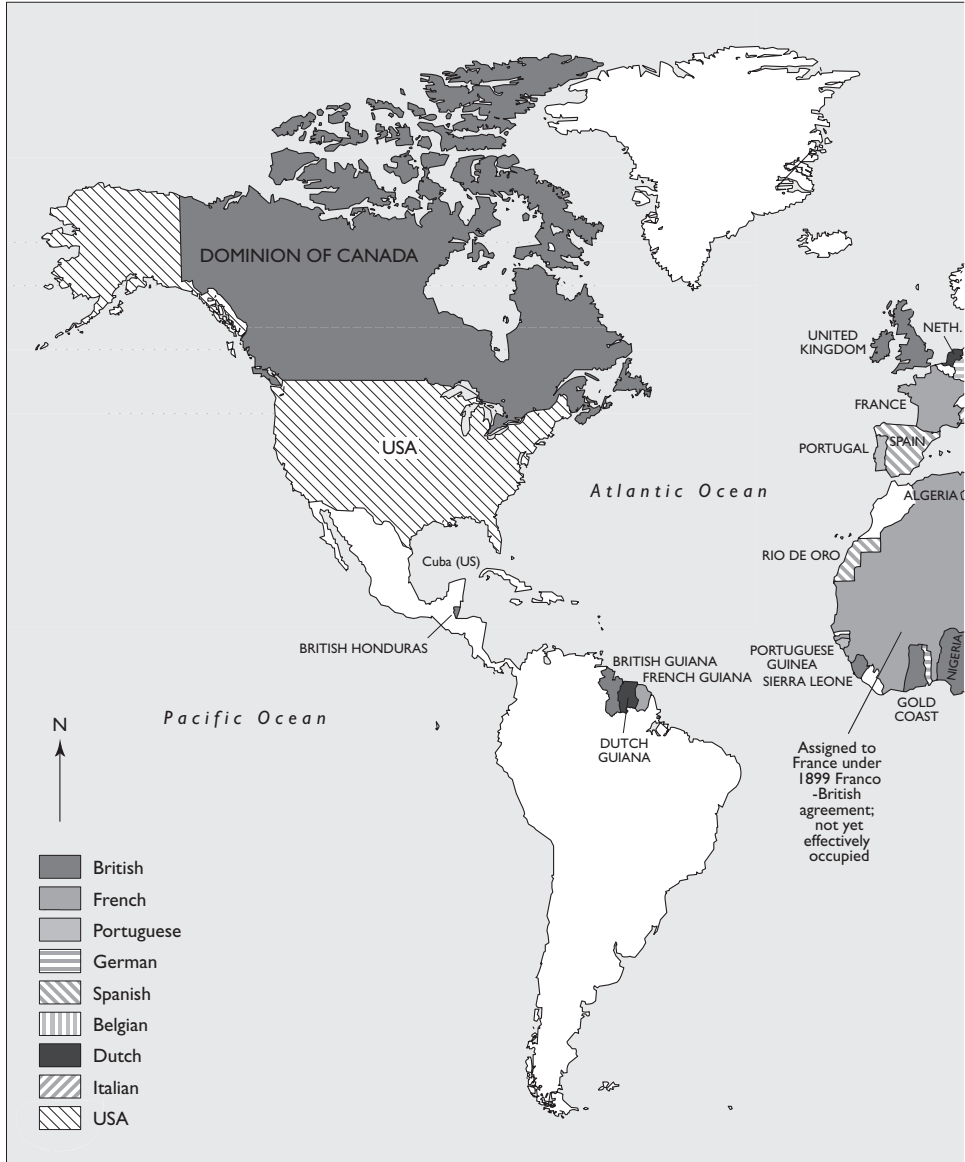 DOMINION OF CANADA
UNITED
KINGDOM
NETH.
FRANCE
USA
PORTUGAL
SPAIN
Atlantic Ocean
ALGERIA
Cuba (US)
RIO DE ORO
BRITISH HONDURAS
BRITISH GUIANA
FRENCH GUIANA
PORTUGUESE
GUINEA
SIERRA LEONE
NIGERIA
GOLD
COAST
Pacific Ocean
DUTCH
GUIANA
N
Assigned to
France under
1899 Franco
-British
agreement;
not yet
effectively
occupied
British
French
Portuguese
German
Spanish
Belgian
Dutch
Italian
USA